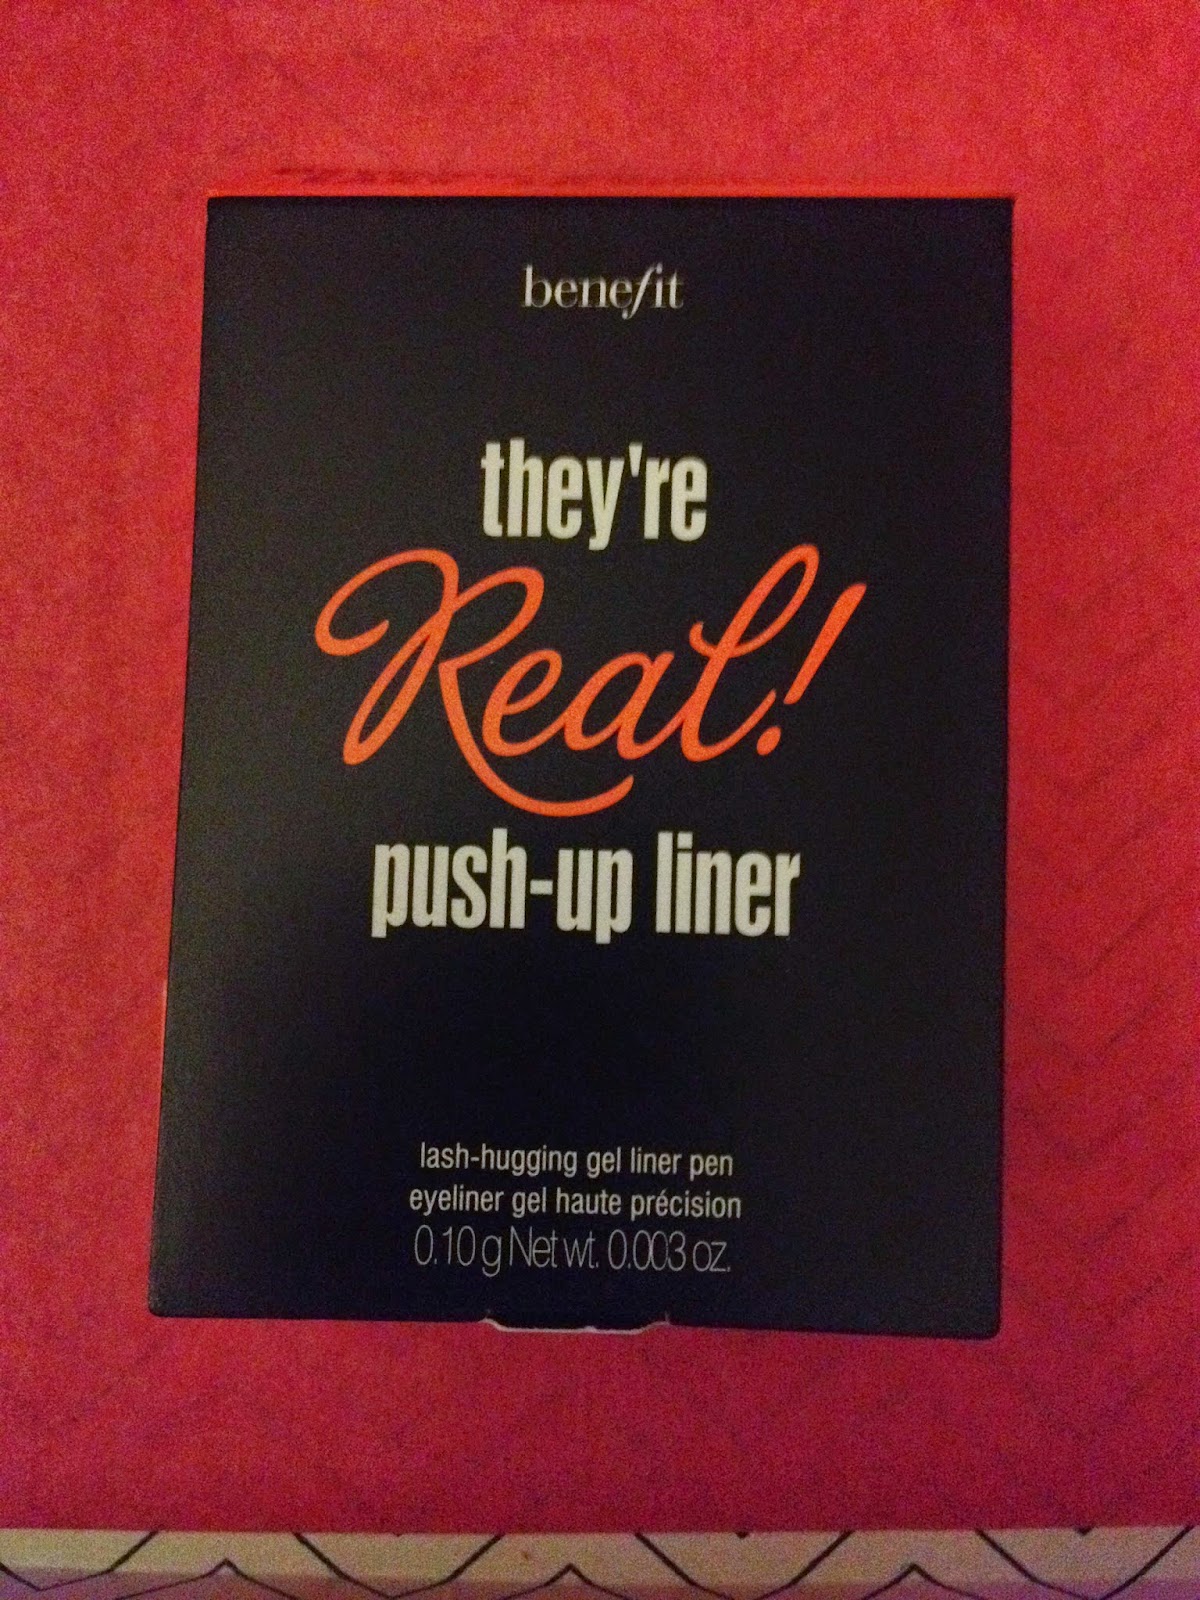 benefit
they're
Real!
push-up liner
lash-hugging gel liner pen
eyeliner gel haute précision
0.10 g Net wt. 0.003 oz.